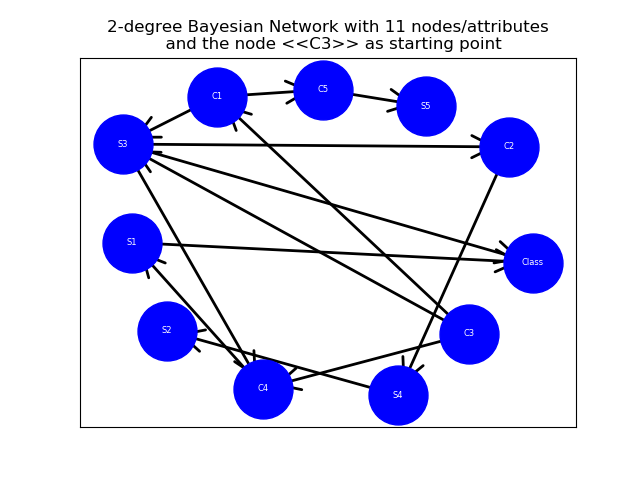 2-degree Bayesian Network with 11 nodes/attributes
and the node <<C3>> as starting point
C5
C1
S5
S3
C2
S1
Class
S2
C3
C4
S4